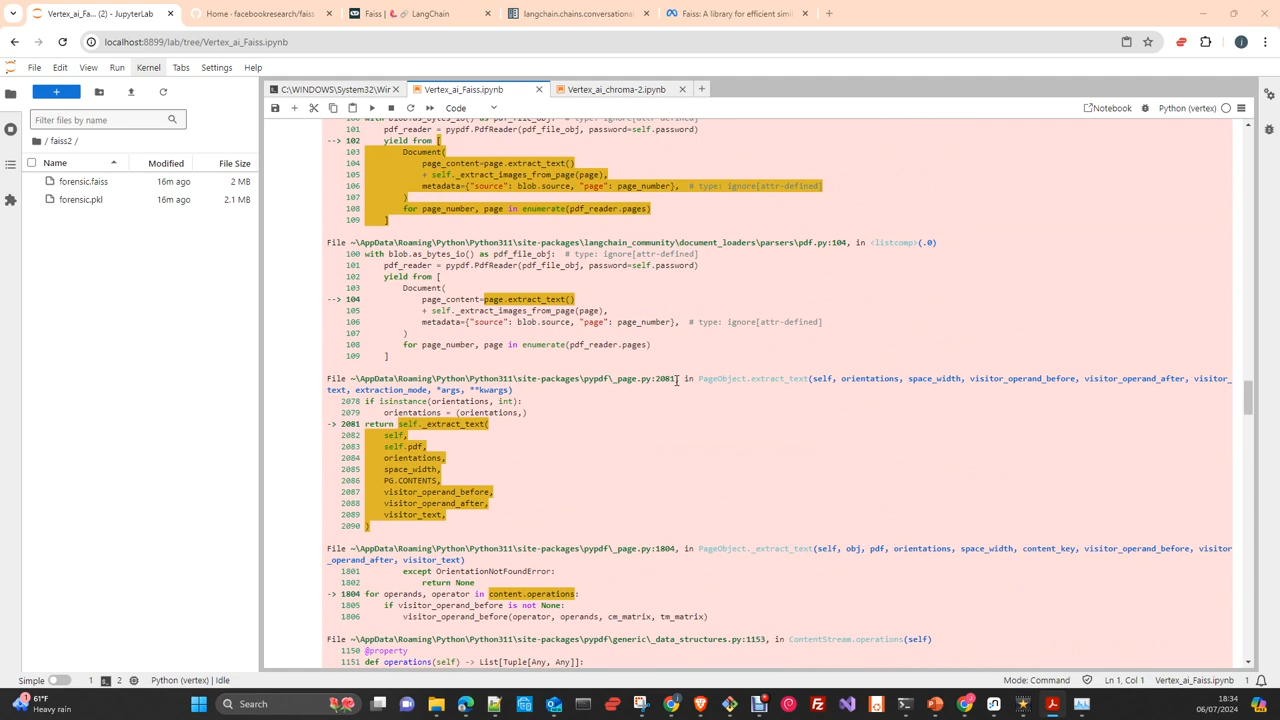 Vertex_ai_Fa... (2) - JupyterLab
Home · facebookresearch/faiss
Faiss | 🦜️🔗 LangChain
langchain.chains.conversational
Faiss: A library for efficient simil
localhost:8899/lab/tree/Vertex_ai_Faiss.ipynb
File Edit View Run Kernel Tabs Settings Help
C:\WINDOWS\System32\Wir
Vertex_ai_Faiss.ipynb
Vertex_ai_chroma-2.ipynb
Code
Notebook
Python (vertex)
Filter files by name
/ faiss2 /
Name Modified File Size
forensic.faiss 16m ago 2 MB
forensic.pkl 16m ago 2.1 MB
100 with blob.as_bytes_io() as pdf_file_obj: # type: ignore[attr-defined]
101 pdf_reader = pypdf.PdfReader(pdf_file_obj, password=self.password)
--> 102 yield from [
103 Document(
104 page_content=page.extract_text()
105 + self._extract_images_from_page(page),
106 metadata={"source": blob.source, "page": page_number}, # type: ignore[attr-defined]
107 )
108 for page_number, page in enumerate(pdf_reader.pages)
109 ]
File ~\AppData\Roaming\Python\Python311\site-packages\langchain_community\document_loaders\parsers\pdf.py:104, in <listcomp>(.0)
100 with blob.as_bytes_io() as pdf_file_obj: # type: ignore[attr-defined]
101 pdf_reader = pypdf.PdfReader(pdf_file_obj, password=self.password)
102 yield from [
103 Document(
--> 104 page_content=page.extract_text()
105 + self._extract_images_from_page(page),
106 metadata={"source": blob.source, "page": page_number}, # type: ignore[attr-defined]
107 )
108 for page_number, page in enumerate(pdf_reader.pages)
109 ]
File ~\AppData\Roaming\Python\Python311\site-packages\pypdf\_page.py:2081, in PageObject.extract_text(self, orientations, space_width, visitor_operand_before, visitor_operand_after, visitor_
text, extraction_mode, *args, **kwargs)
2078 if isinstance(orientations, int):
2079 orientations = (orientations,)
-> 2081 return self._extract_text(
2082 self,
2083 self.pdf,
2084 orientations,
2085 space_width,
2086 PG.CONTENTS,
2087 visitor_operand_before,
2088 visitor_operand_after,
2089 visitor_text,
2090 )
File ~\AppData\Roaming\Python\Python311\site-packages\pypdf\_page.py:1804, in PageObject._extract_text(self, obj, pdf, orientations, space_width, content_key, visitor_operand_before, visitor
_operand_after, visitor_text)
1801 except OrientationNotFoundError:
1802 return None
-> 1804 for operands, operator in content.operations:
1805 if visitor_operand_before is not None:
1806 visitor_operand_before(operator, operands, cm_matrix, tm_matrix)
File ~\AppData\Roaming\Python\Python311\site-packages\pypdf\generic\_data_structures.py:1153, in ContentStream.operations(self)
1150 @property
1151 def operations(self) -> List[Tuple[Any, Any]]:
Simple 1 2 Python (vertex) | Idle
Mode: Command Ln 1, Col 1 Vertex_ai_Faiss.ipynb 1
61°F
Heavy rain
Search
18:34
06/07/2024